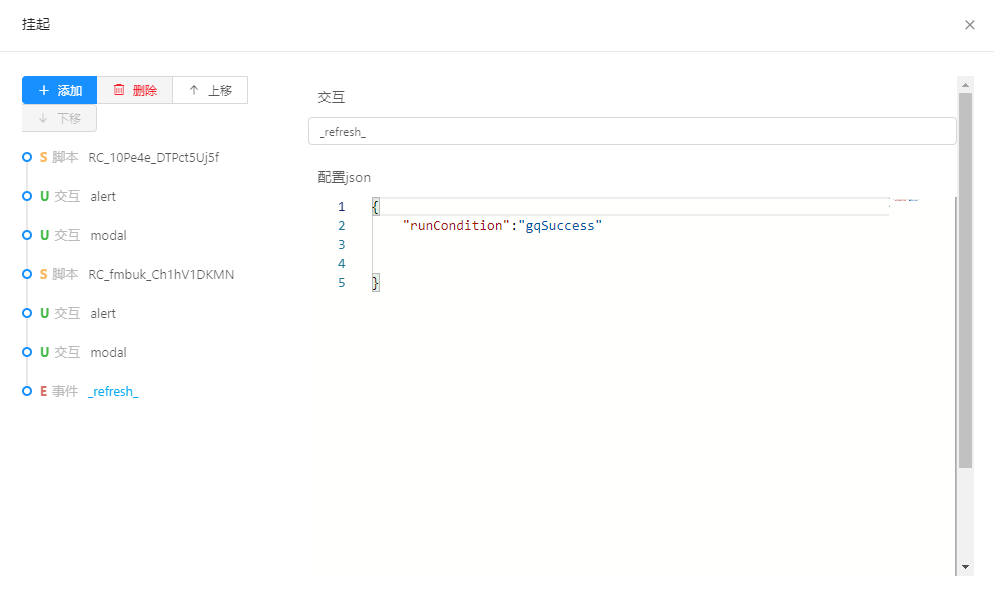 挂起
添加 删除 上移
下移
S 脚本 RC_10Pe4e_DTPct5Uj5f
U 交互 alert
U 交互 modal
S 脚本 RC_fmbuk_Ch1hV1DKMN
U 交互 alert
U 交互 modal
E 事件 _refresh_
交互
_refresh_
配置json
1 {
2 "runCondition":"gqSuccess"
3
4
5 }